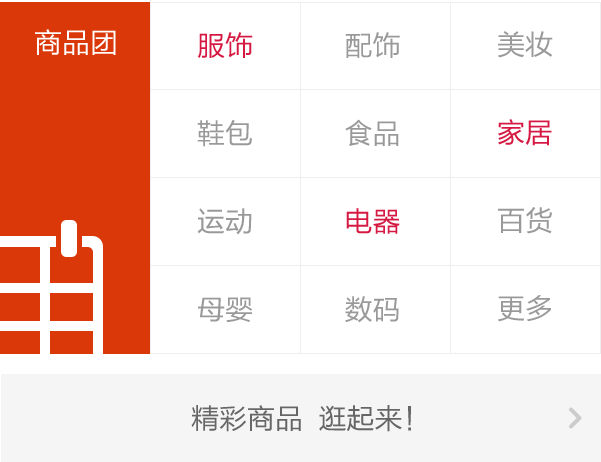 商品团
服饰 配饰 美妆
鞋包 食品 家居
运动 电器 百货
母婴 数码 更多
精彩商品 逛起来!